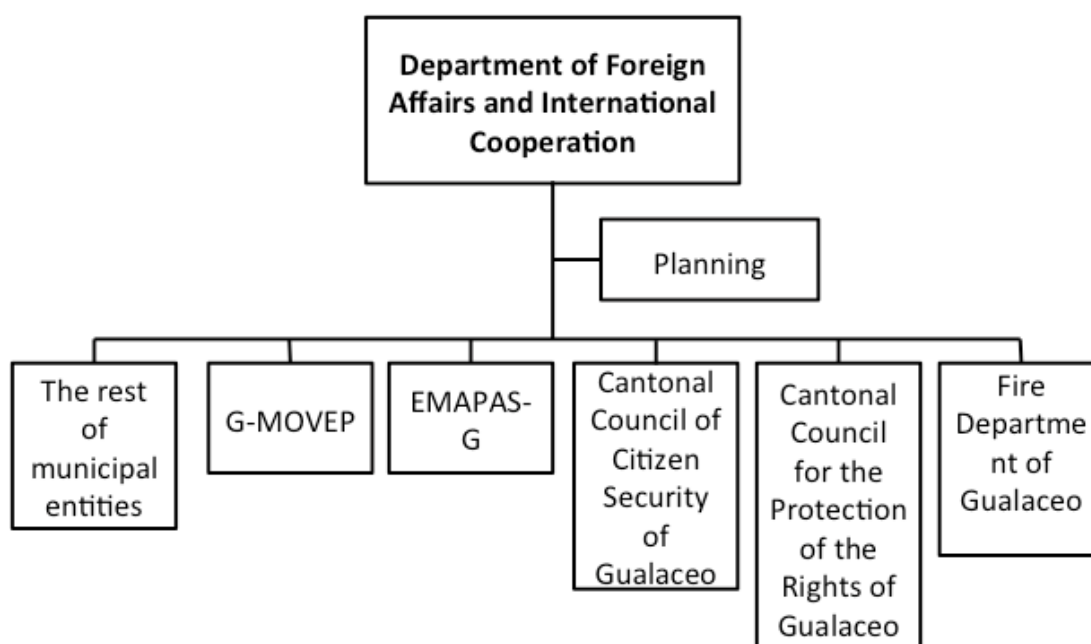 Department of Foreign
Affairs and International
Cooperation
Planning
The rest
of
municipal
entities
G-MOVEP
EMAPAS-
G
Cantonal
Council of
Citizen
Security
of
Gualaceo
Cantonal
Council
for the
Protection
of the
Rights of
Gualaceo
Fire
Departme
nt of
Gualaceo